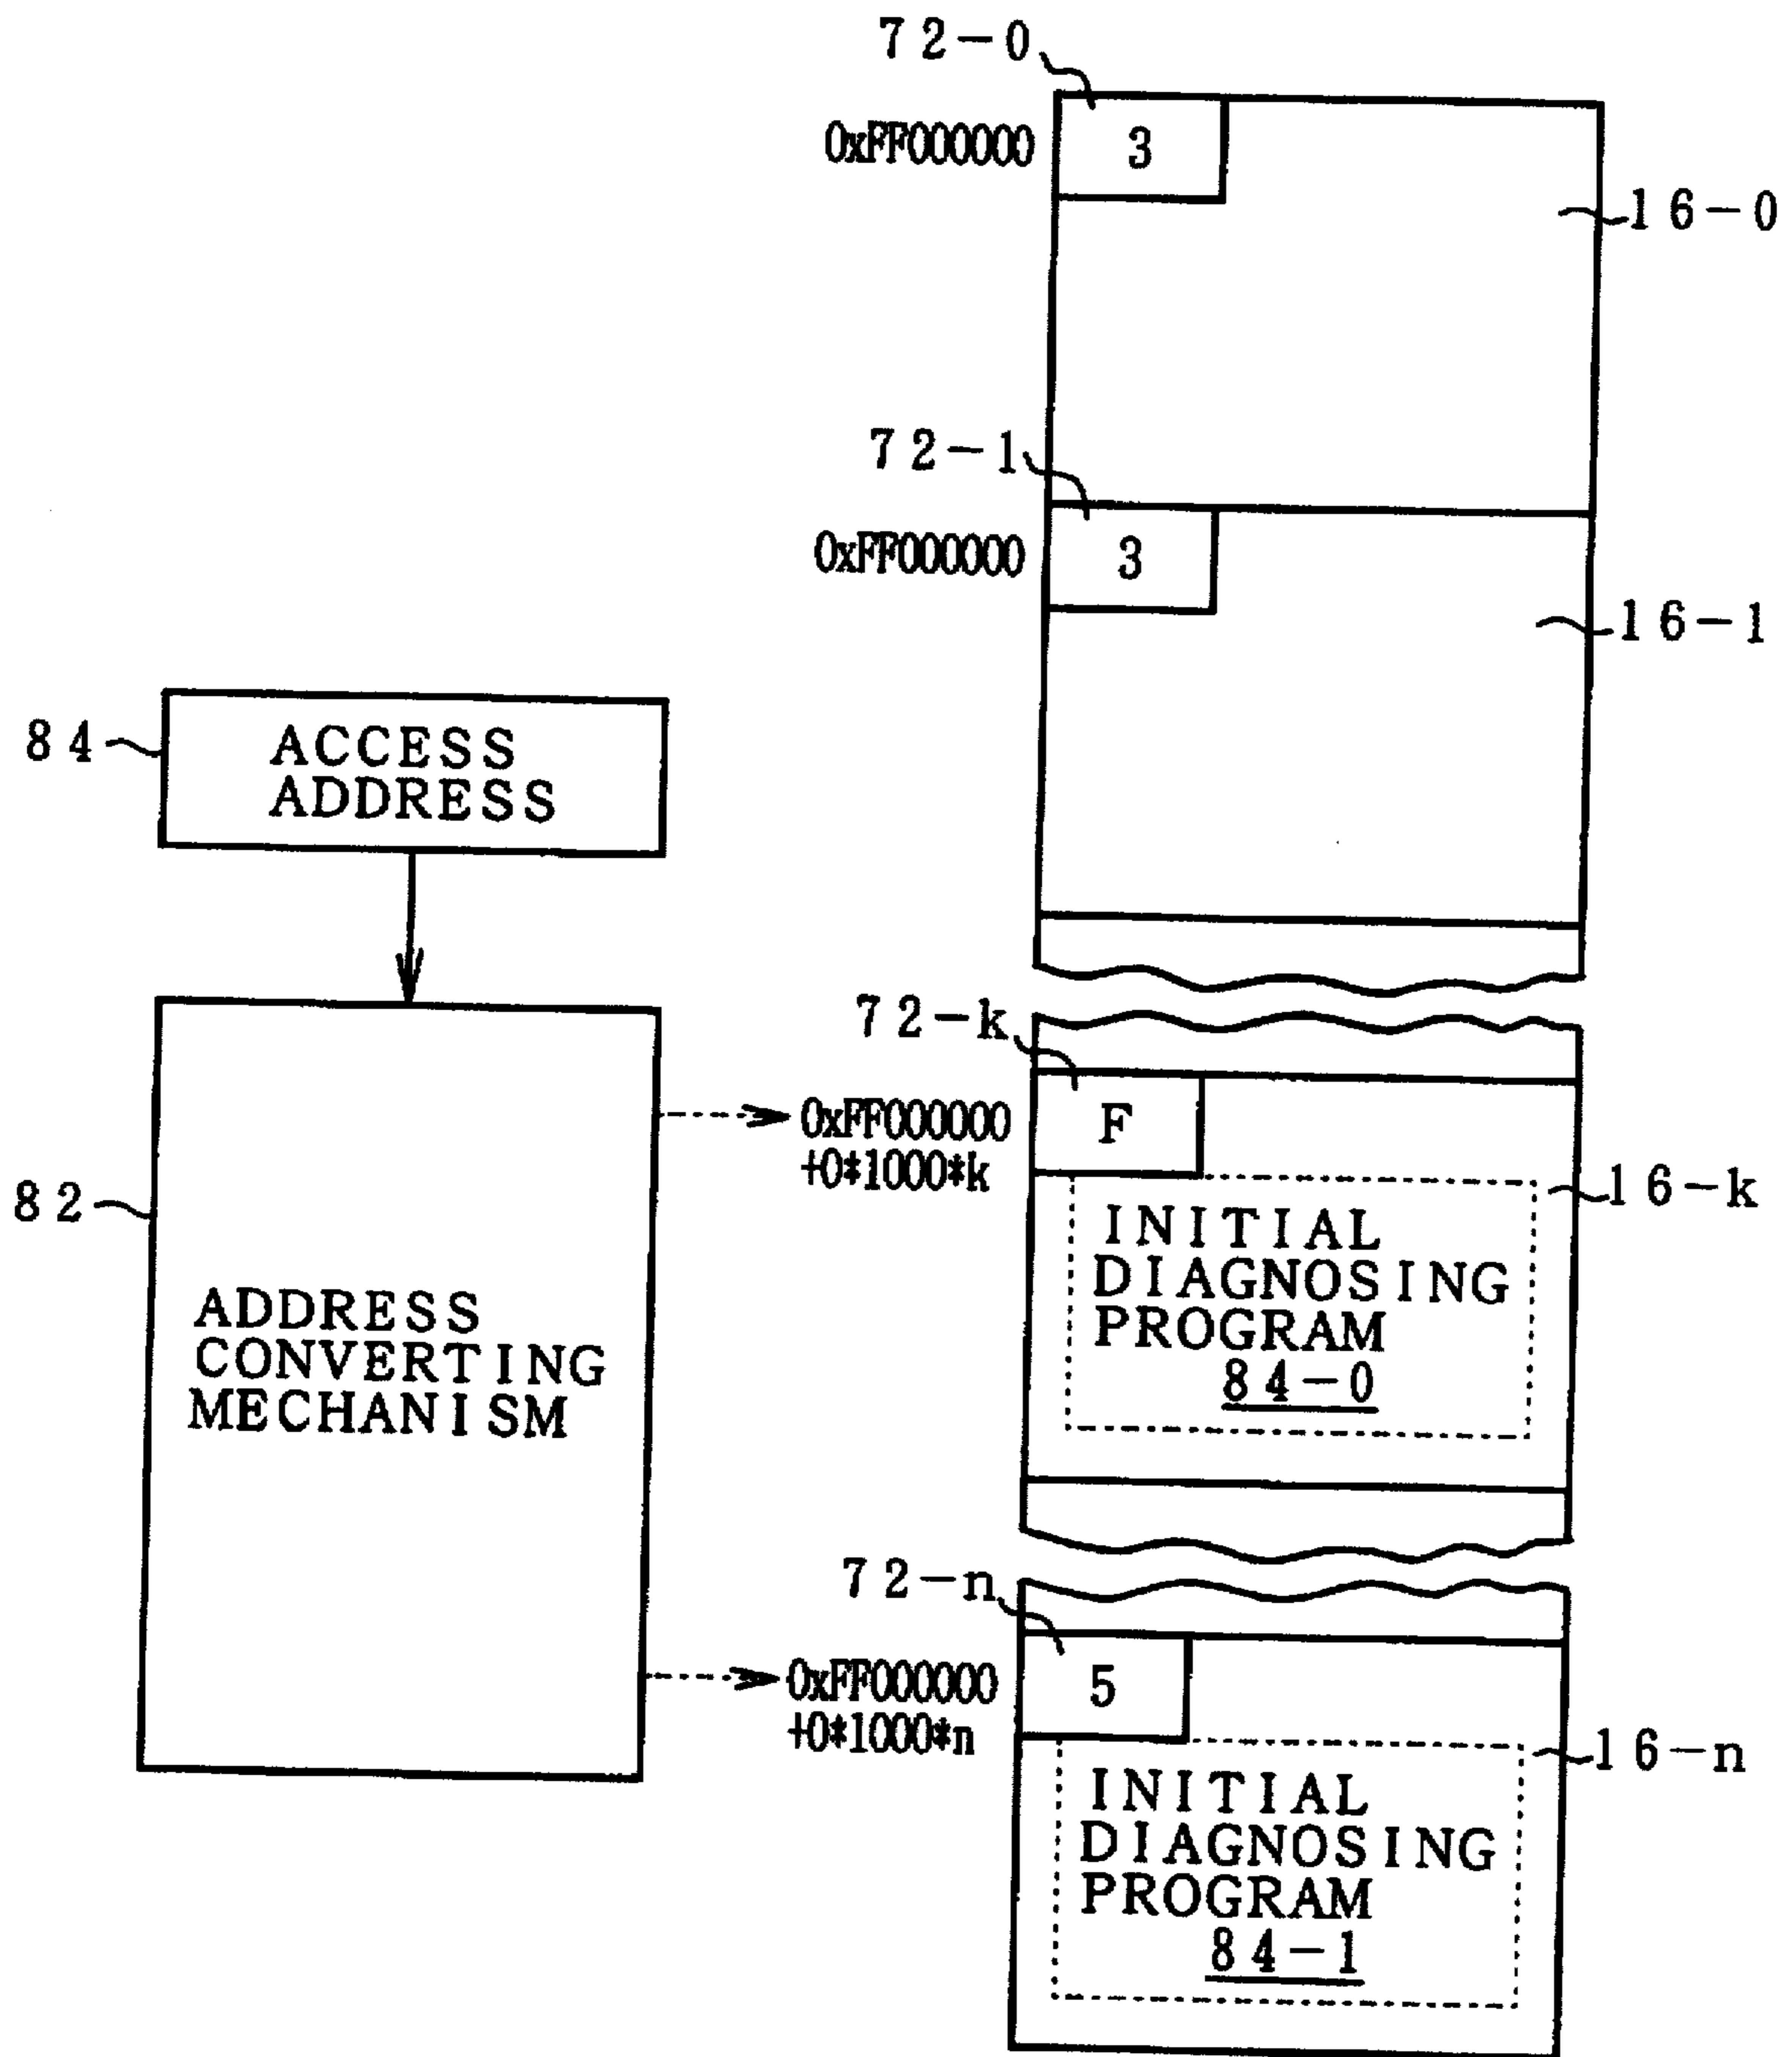 72-0
0xFF000000
3
16-0
72-1
0xFF000000
3
16-1
84
ACCESS
ADDRESS
72-k
0xFF000000
+0*1000*k
F
16-k
INITIAL
DIAGNOSING
PROGRAM
84-0
82
ADDRESS
CONVERTING
MECHANISM
72-n
0xFF000000
+0*1000*n
5
16-n
INITIAL
DIAGNOSING
PROGRAM
84-1